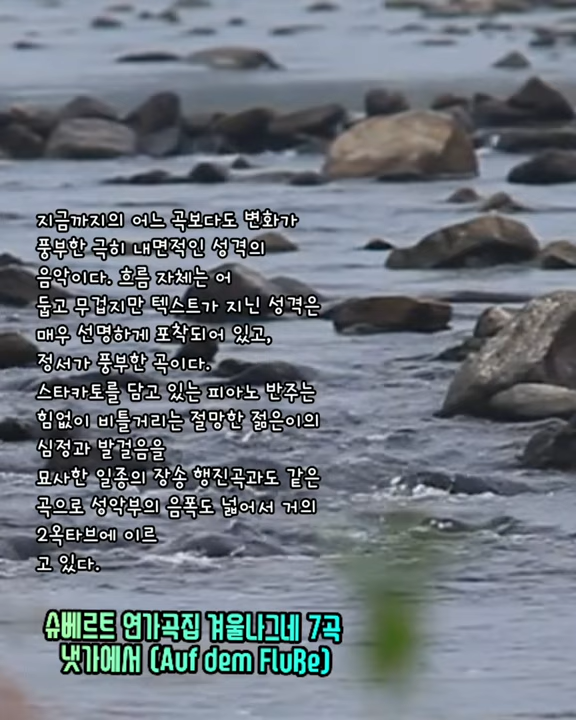 지금까지의 어느 곡보다도 변화가
풍부한 극히 내면적인 성격의
음악이다. 흐름 자체는 어
둡고 무겁지만 텍스트가 지닌 성격은
매우 선명하게 포착되어 있고,
정서가 풍부한 곡이다.
스타카토를 담고 있는 피아노 반주는
힘없이 비틀거리는 절망한 젊은이의
심정과 발걸음을
묘사한 일종의 장송 행진곡과도 같은
곡으로 성악부의 음폭도 넓어서 거의
2옥타브에 이르
고 있다.
슈베르트 연가곡집 겨울나그네 7곡
냇가에서 (Auf dem Fluße)